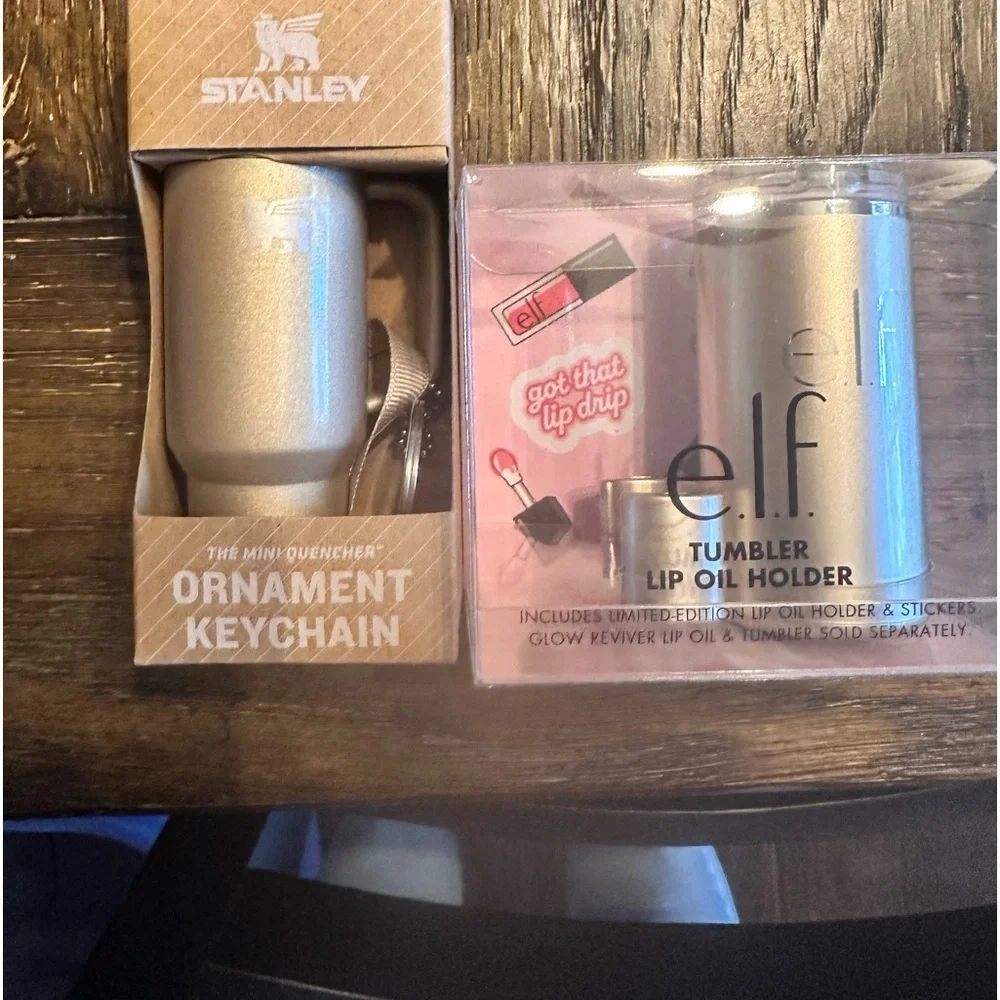 STANLEY
THE MINI QUENCHER™
ORNAMENT
KEYCHAIN
elf
got that
lip drip
e.l.f.
e.l.f.
TUMBLER
LIP OIL HOLDER
INCLUDES LIMITED-EDITION LIP OIL HOLDER & STICKERS.
GLOW REVIVER LIP OIL & TUMBLER SOLD SEPARATELY.